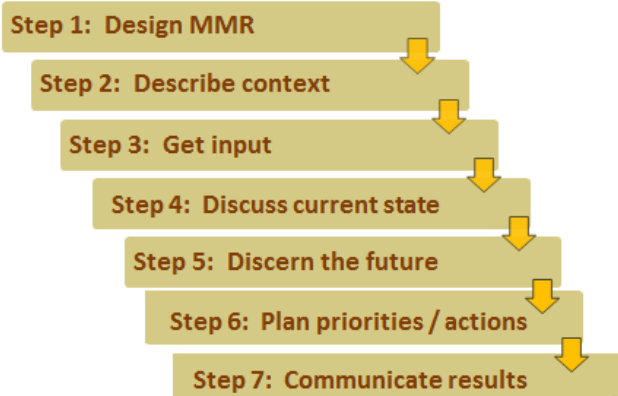 Step 1: Design MMR
Step 2: Describe context
Step 3: Get input
Step 4: Discuss current state
Step 5: Discern the future
Step 6: Plan priorities / actions
Step 7: Communicate results